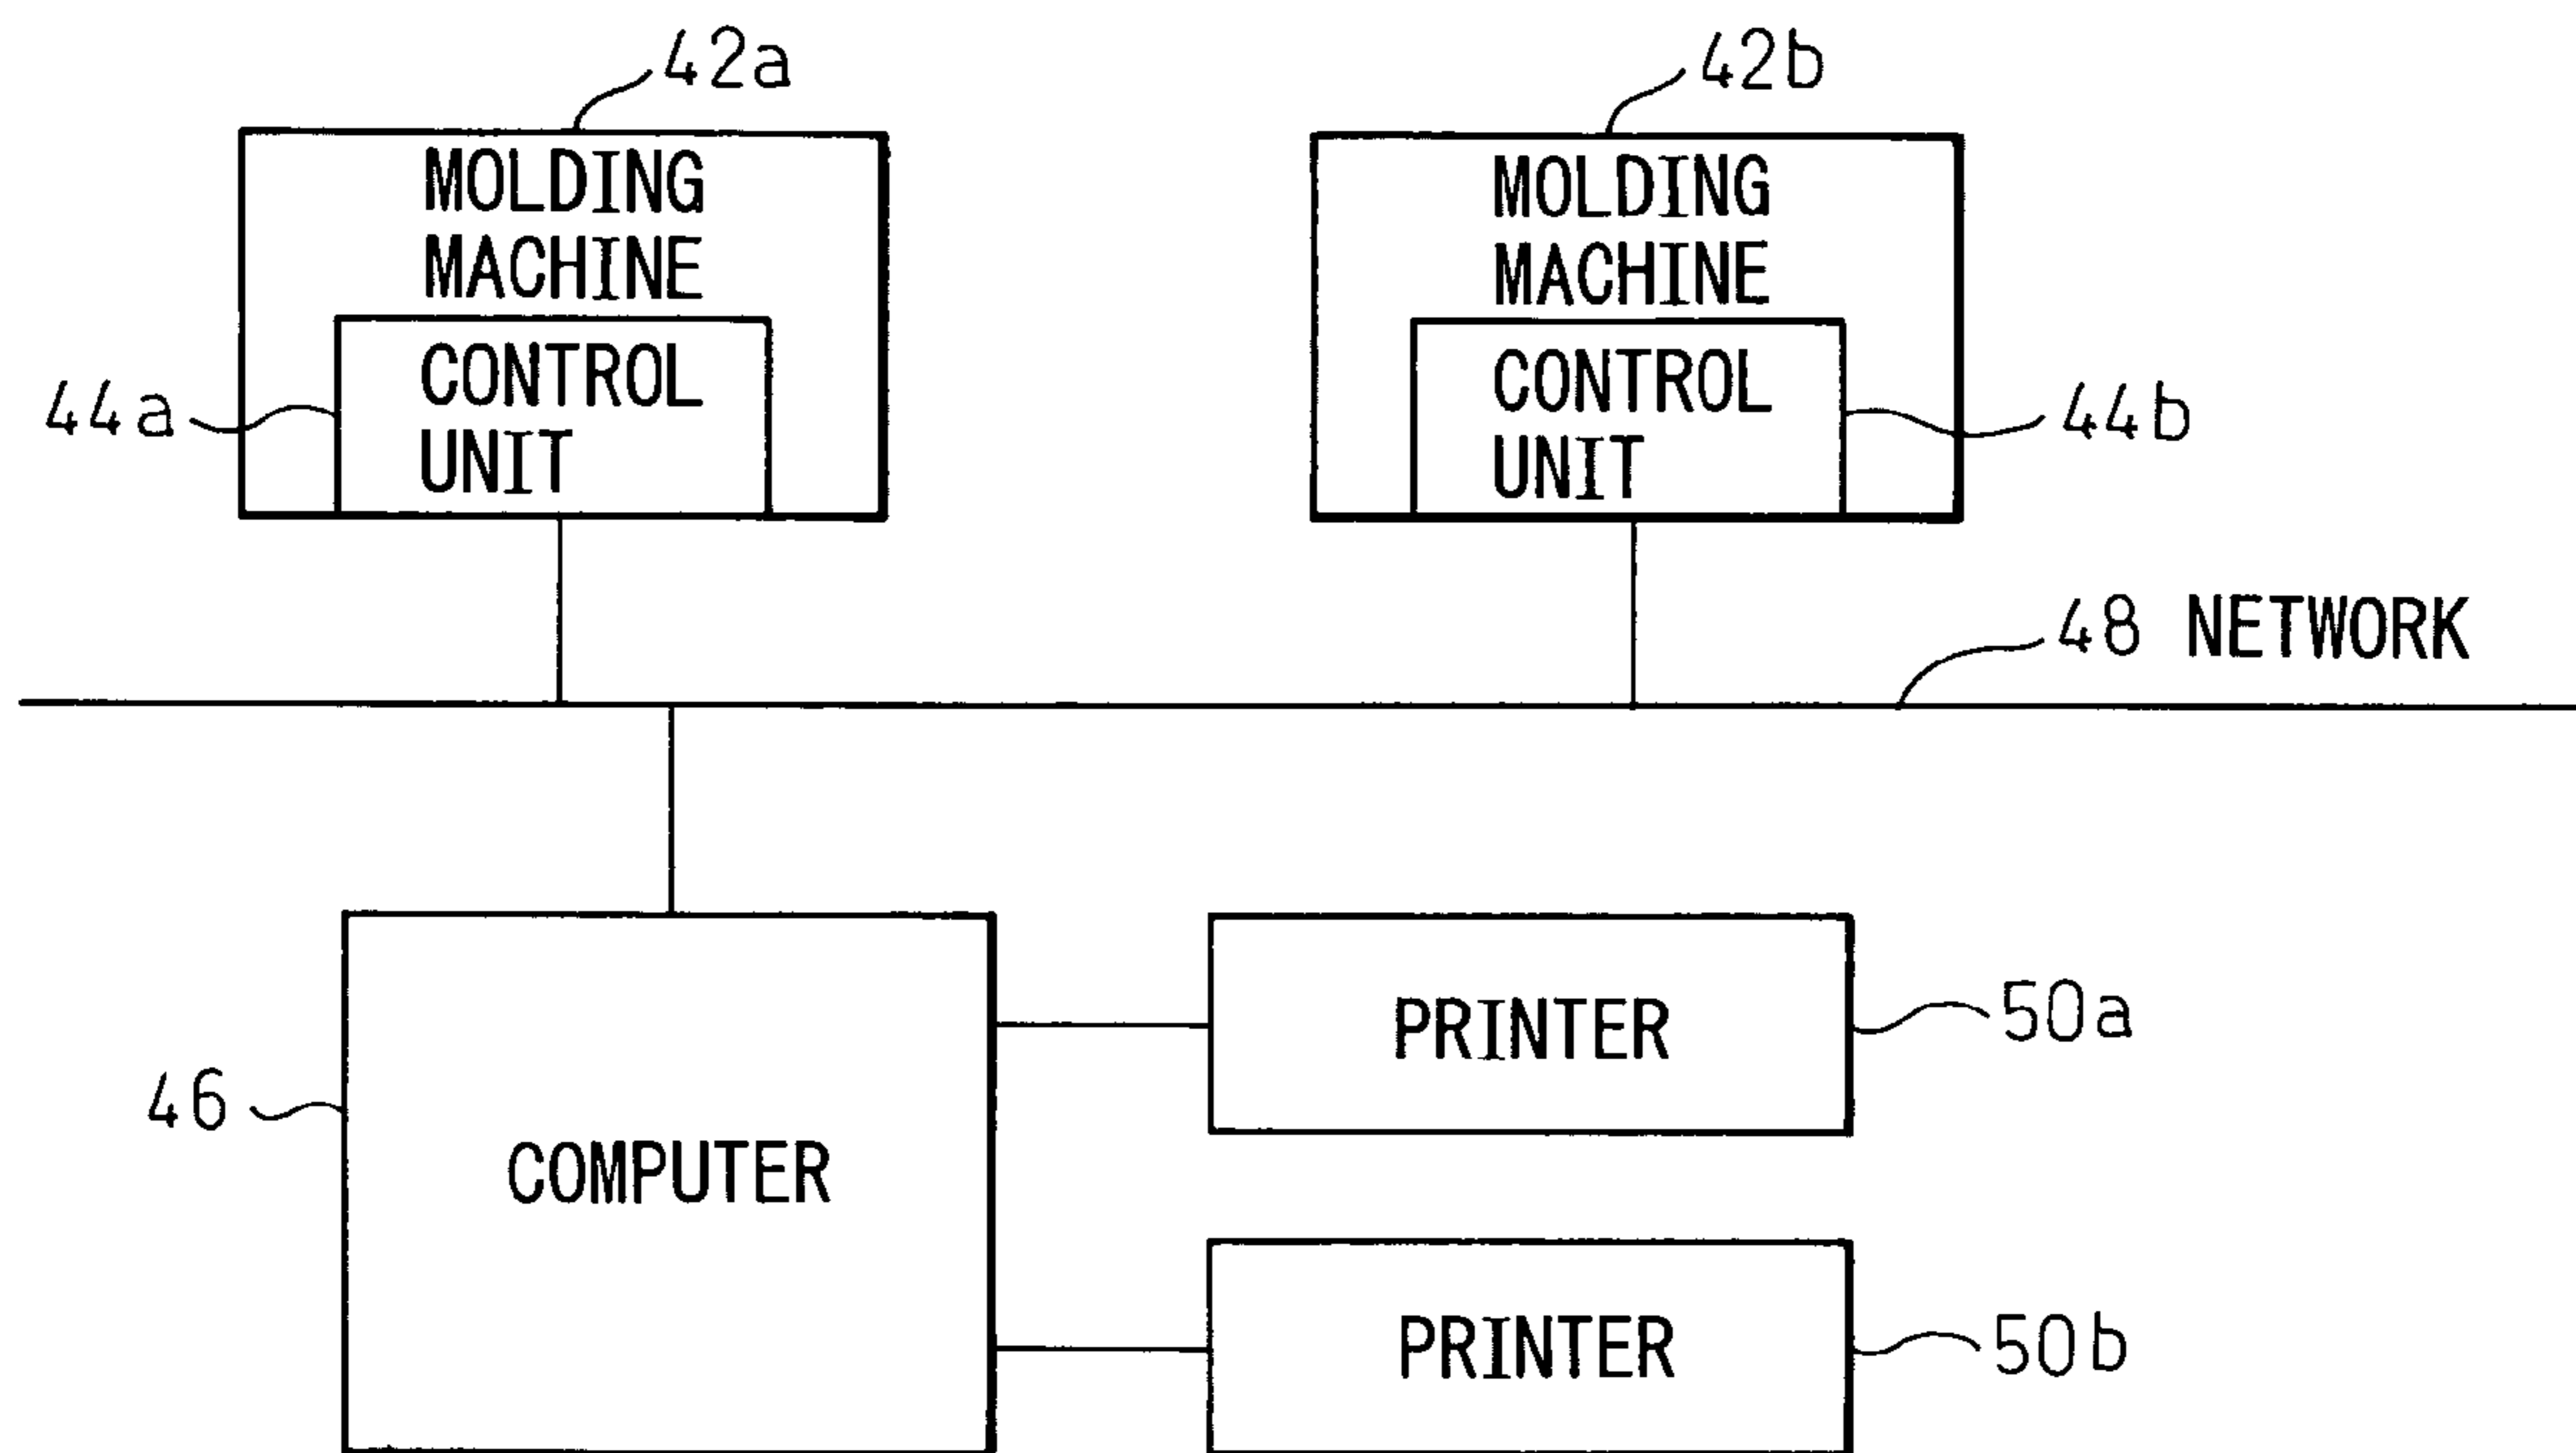 42a
42b
MOLDING
MACHINE
CONTROL
UNIT
44a
MOLDING
MACHINE
CONTROL
UNIT
44b
48 NETWORK
46
COMPUTER
PRINTER
50a
PRINTER
50b